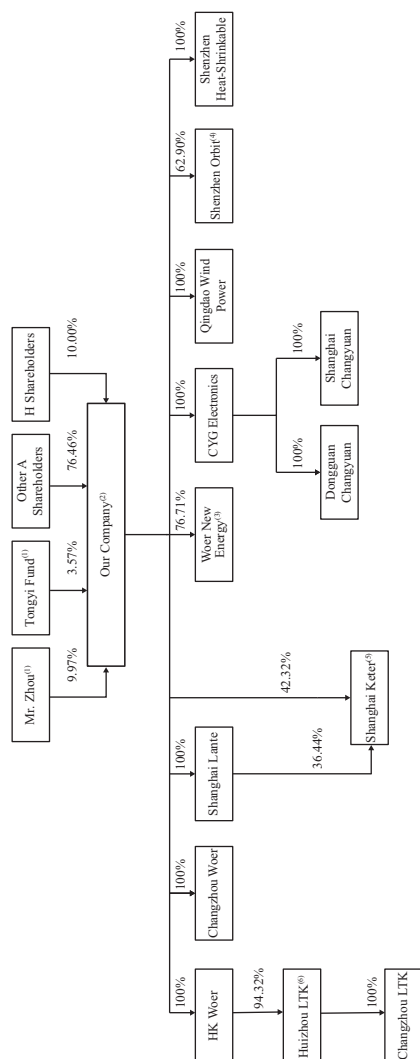 Mr. Zhou(1)
Tongyi Fund(1)
Other A
Shareholders
H Shareholders
9.97%
3.57%
76.46%
10.00%
Our Company(2)
100%
100%
100%
76.71%
100%
100%
62.90%
100%
HK Woer
Changzhou Woer
Shanghai Lante
Woer New
Energy(3)
CYG Electronics
Qingdao Wind
Power
Shenzhen Orbit(4)
Shenzhen
Heat-Shrinkable
94.32%
36.44%
42.32%
100%
100%
Huizhou LTK(6)
Shanghai Keter(5)
Dongguan
Changyuan
Shanghai
Changyuan
100%
Changzhou LTK